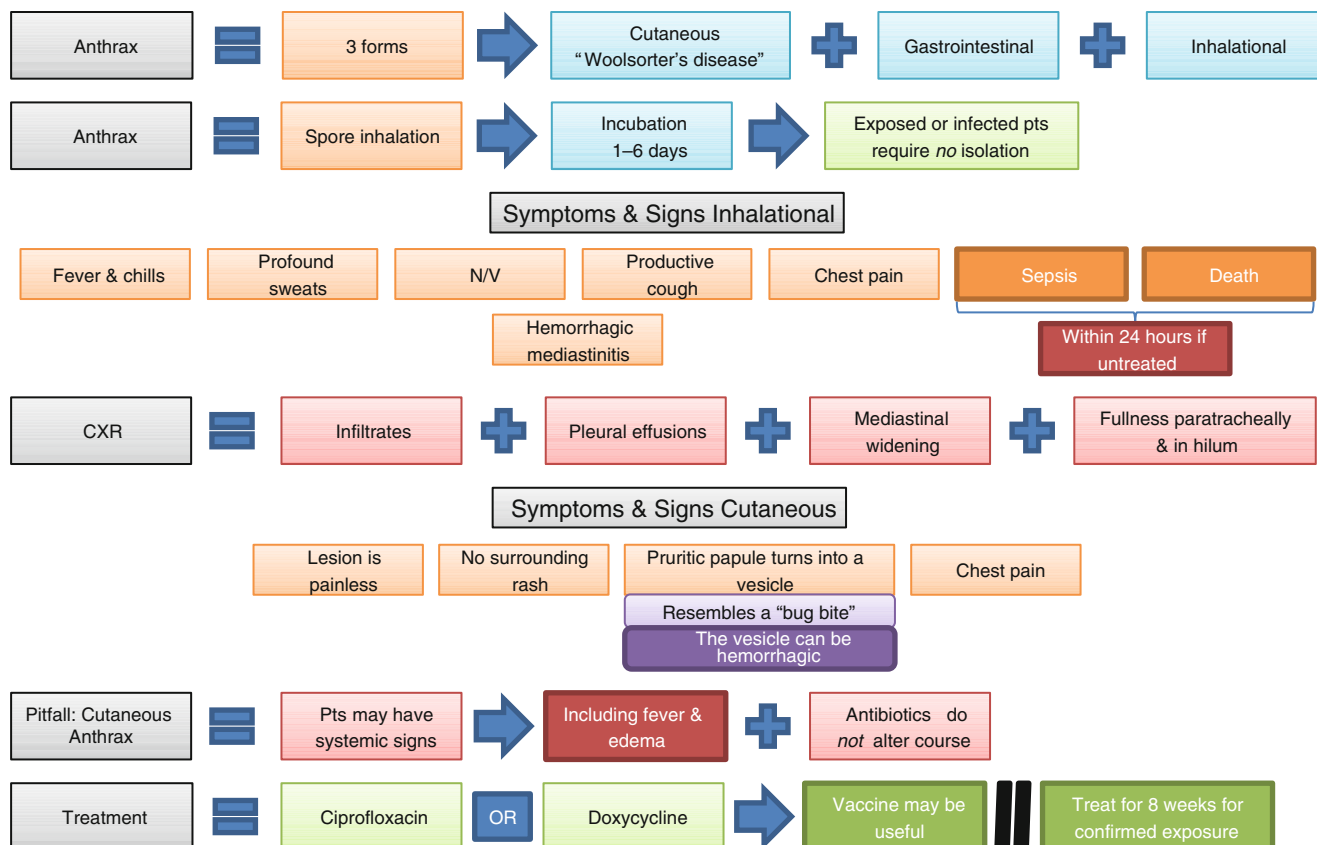 Anthrax
3 forms
Cutaneous
“Woolsorter’s disease”
Gastrointestinal
Inhalational
Anthrax
Spore inhalation
Incubation
1–6 days
Exposed or infected pts
require no isolation
Symptoms & Signs Inhalational
Fever & chills
Profound
sweats
N/V
Productive
cough
Chest pain
Sepsis
Death
Hemorrhagic
mediastinitis
Within 24 hours if
untreated
CXR
Infiltrates
Pleural effusions
Mediastinal
widening
Fullness paratracheally
& in hilum
Symptoms & Signs Cutaneous
Lesion is
painless
No surrounding
rash
Pruritic papule turns into a
vesicle
Chest pain
Resembles a “bug bite”
The vesicle can be
hemorrhagic
Pitfall: Cutaneous
Anthrax
Pts may have
systemic signs
Including fever &
edema
Antibiotics do
not alter course
Treatment
Ciprofloxacin
OR
Doxycycline
Vaccine may be
useful
Treat for 8 weeks for
confirmed exposure